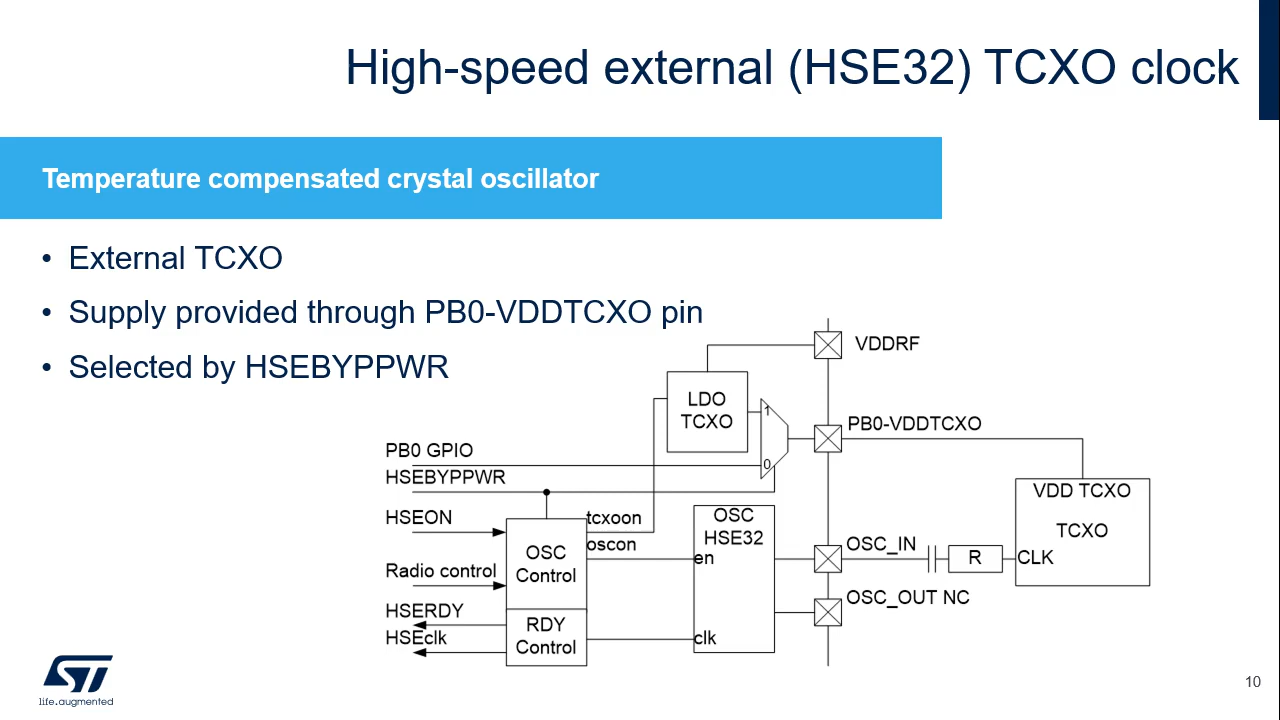 High-speed external (HSE32) TCXO clock
Temperature compensated crystal oscillator
• External TCXO
• Supply provided through PB0-VDDTCXO pin
• Selected by HSEBYPPWR
VDDRF
LDO
TCXO
1
0
PB0-VDDTCXO
PB0 GPIO
HSEBYPPWR
HSEON
Radio control
HSERDY
HSEclk
tcxoon
oscon
OSC
Control
RDY
Control
OSC
HSE32
en
clk
OSC_IN
OSC_OUT NC
R
VDD TCXO
TCXO
CLK
ST
life.augmented
10